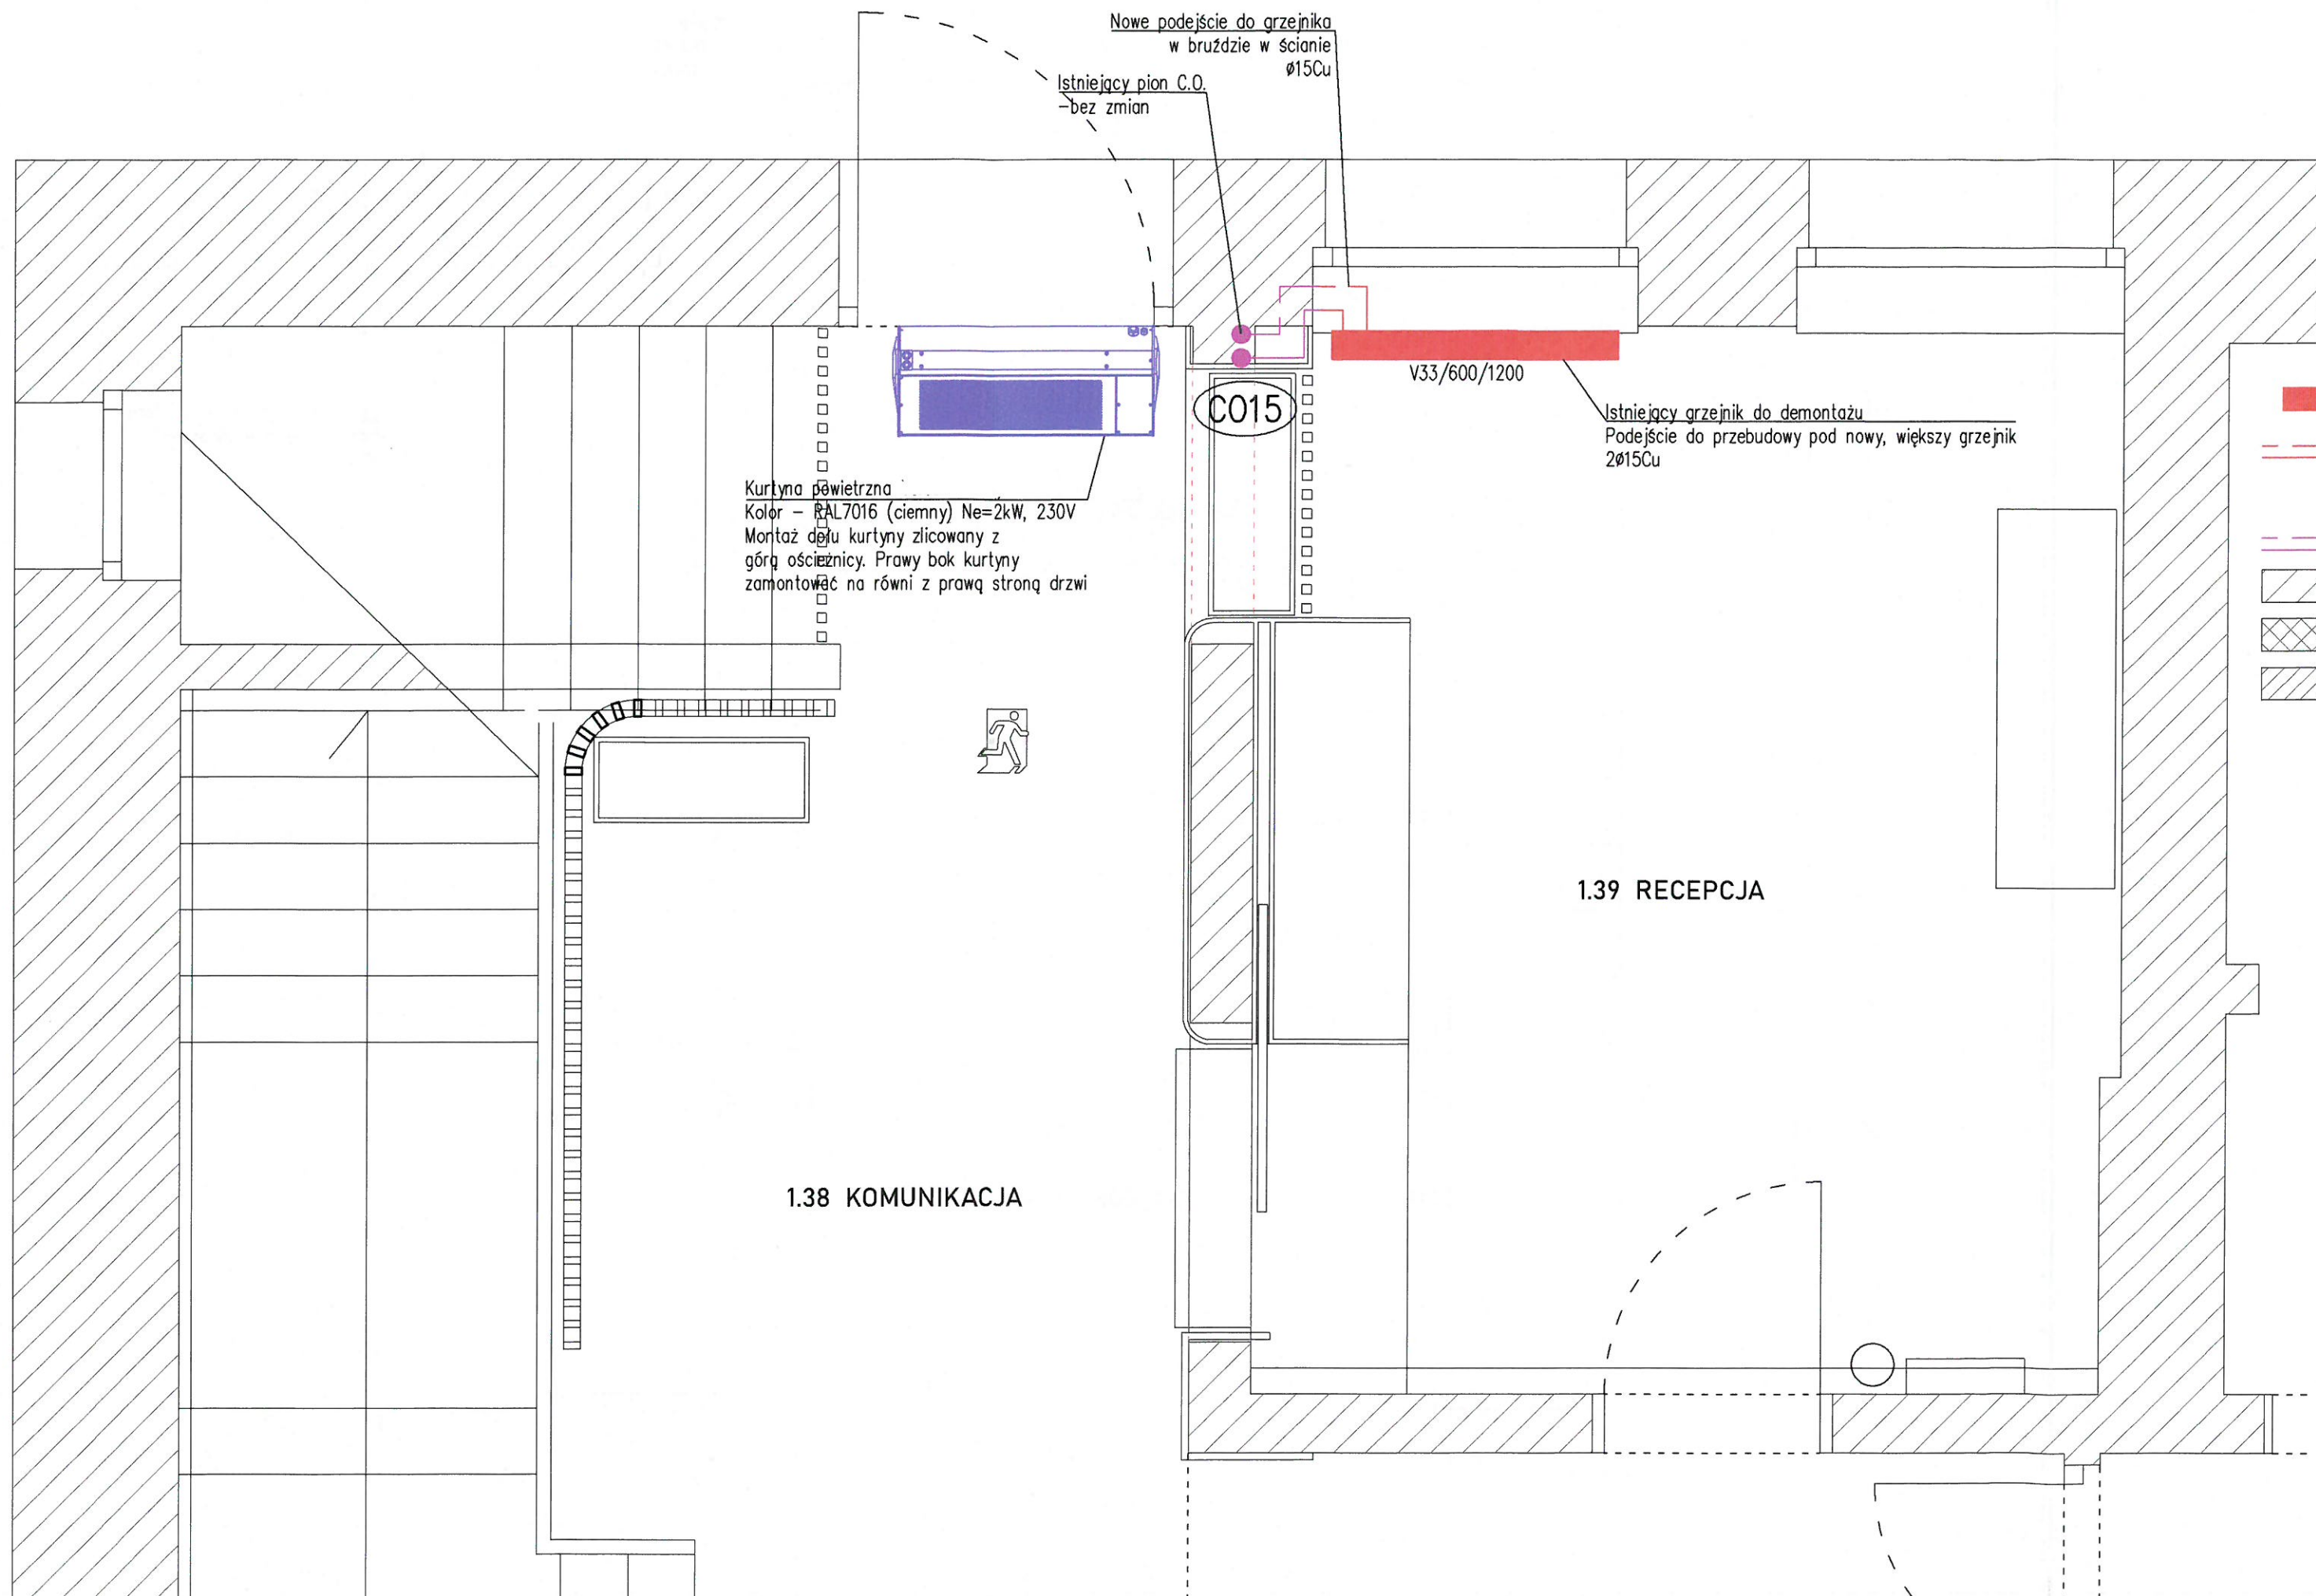 Nowe podejście do grzejnika
w bruździe w ścianie
ø15Cu
Istniejący pion C.O.
-bez zmian
V33/600/1200
CO15
Istniejący grzejnik do demontażu
Podejście do przebudowy pod nowy, większy grzejnik
2ø15Cu
Kurtyna powietrzna
Kolor - RAL7016 (ciemny) Ne=2kW, 230V
Montaż dołu kurtyny zlicowany z
górą ościeżnicy. Prawy bok kurtyny
zamontować na równi z prawą stroną drzwi
1.39 RECEPCJA
1.38 KOMUNIKACJA